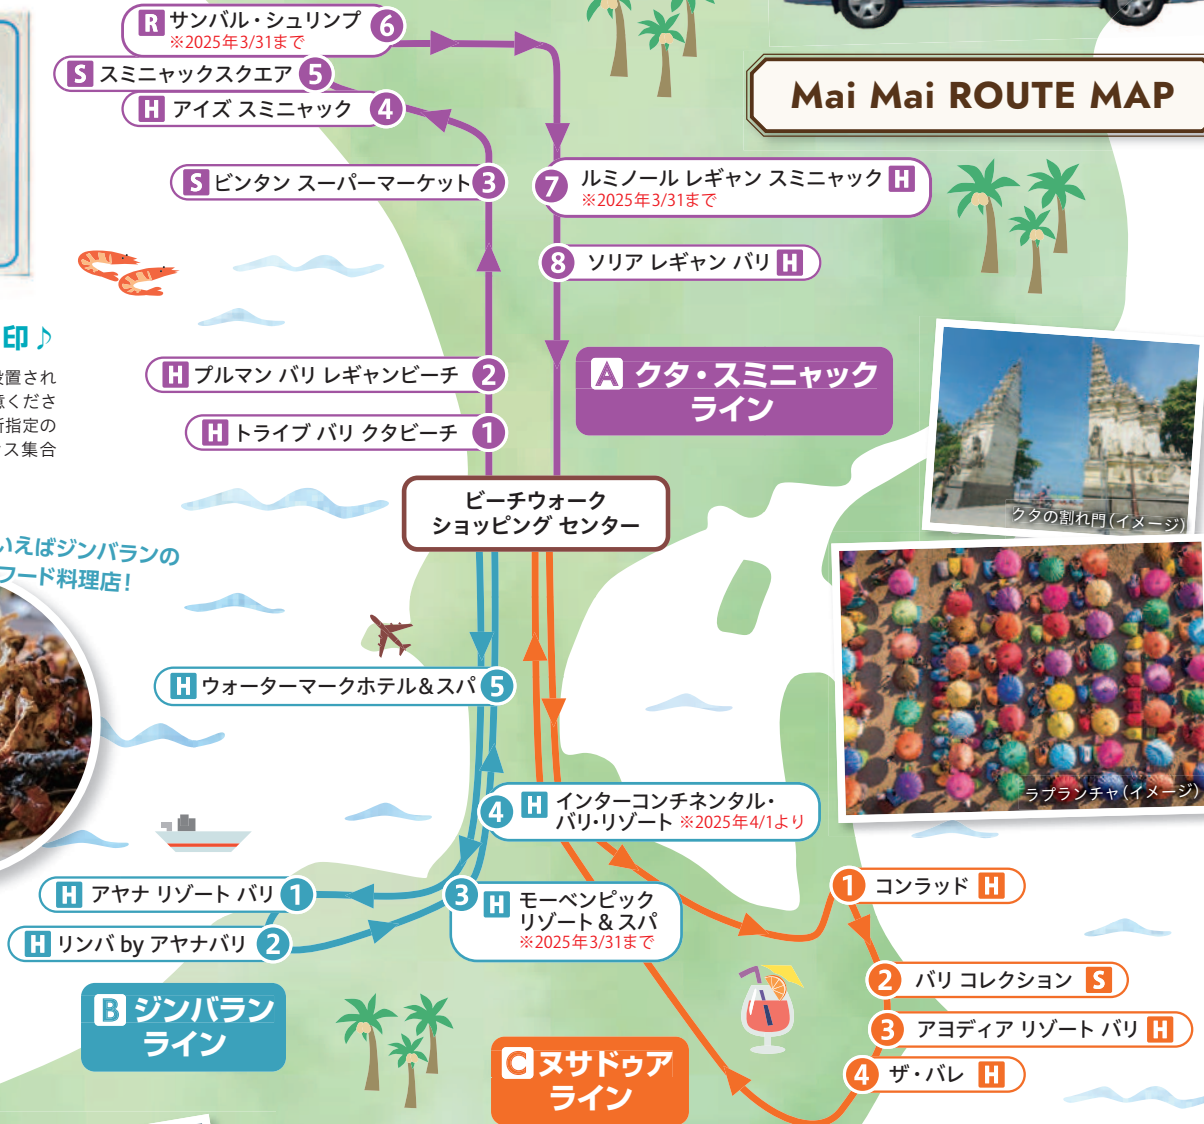 R サンバル・シュリンプ 6
※2025年3/31まで
S スミニャックスクエア 5
H アイズ スミニャック 4
Mai Mai ROUTE MAP
S ビンタン スーパーマーケット 3
7 ルミノール レギャン スミニャック H
※2025年3/31まで
8 ソリア レギャン バリ H
印♪
設置され
意くださ
所指定の
ス集合
H プルマン バリ レギャンビーチ 2
A クタ・スミニャック
ライン
H トライブ バリ クタビーチ 1
ビーチウォーク
ショッピング センター
クタの割れ門(イメージ)
いえばジンバランの
フード料理店!
H ウォーターマークホテル&スパ 5
4 H インターコンチネンタル・
バリ・リゾート ※2025年4/1より
ラプランチャ(イメージ)
H アヤナ リゾート バリ 1
3 H モーベンピック
リゾート & スパ
※2025年3/31まで
1 コンラッド H
H リンバ by アヤナバリ 2
2 バリ コレクション S
B ジンバラン
ライン
3 アヨディア リゾート バリ H
C ヌサドゥア
ライン
4 ザ・バレ H